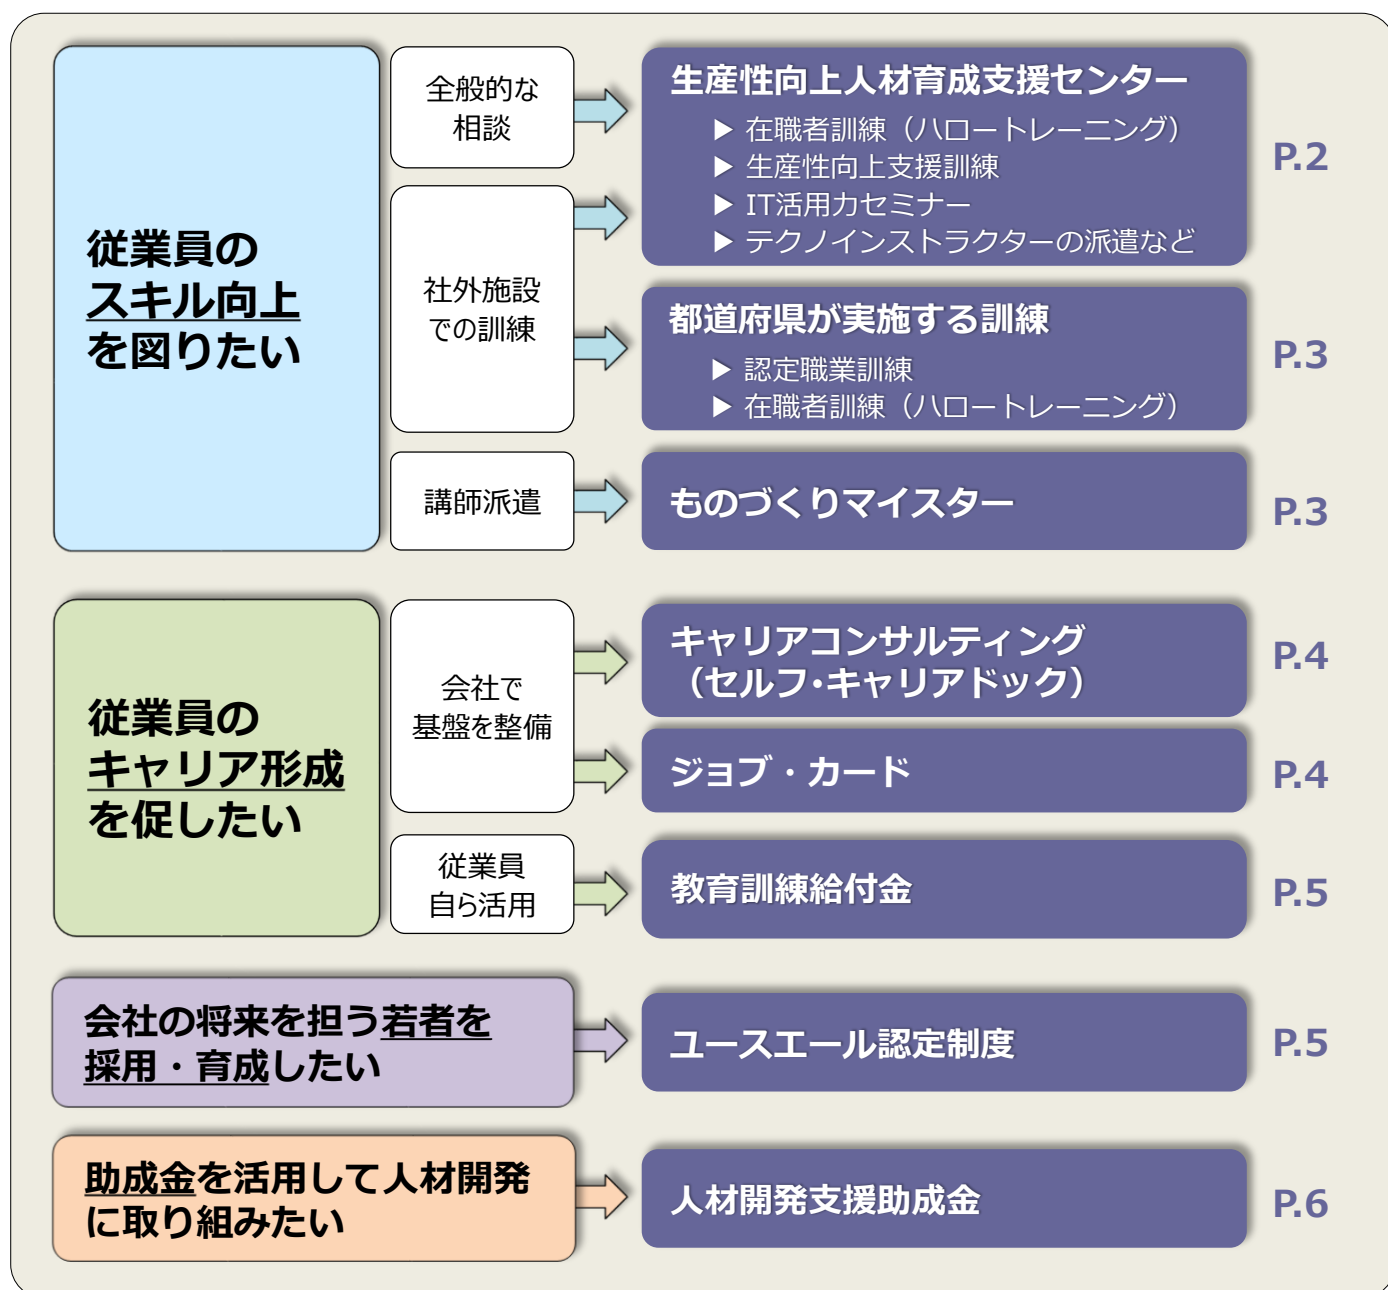 従業員の
スキル向上
を図りたい
全般的な
相談
生産性向上人材育成支援センター
▶ 在職者訓練（ハロートレーニング）
▶ 生産性向上支援訓練
▶ IT活用力セミナー
▶ テクノインストラクターの派遣など
P.2
社外施設
での訓練
都道府県が実施する訓練
▶ 認定職業訓練
▶ 在職者訓練（ハロートレーニング）
P.3
講師派遣
ものづくりマイスター
P.3
従業員の
キャリア形成
を促したい
会社で
基盤を整備
キャリアコンサルティング
（セルフ･キャリアドック）
P.4
ジョブ・カード
P.4
従業員
自ら活用
教育訓練給付金
P.5
会社の将来を担う若者を
採用・育成したい
ユースエール認定制度
P.5
助成金を活用して人材開発
に取り組みたい
人材開発支援助成金
P.6